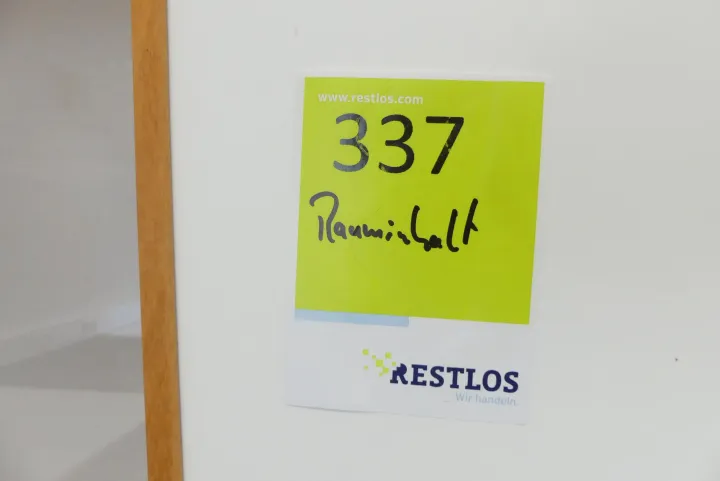 www.restlos.com
337
Rauminhalt
RESTLOS
Wir handeln.